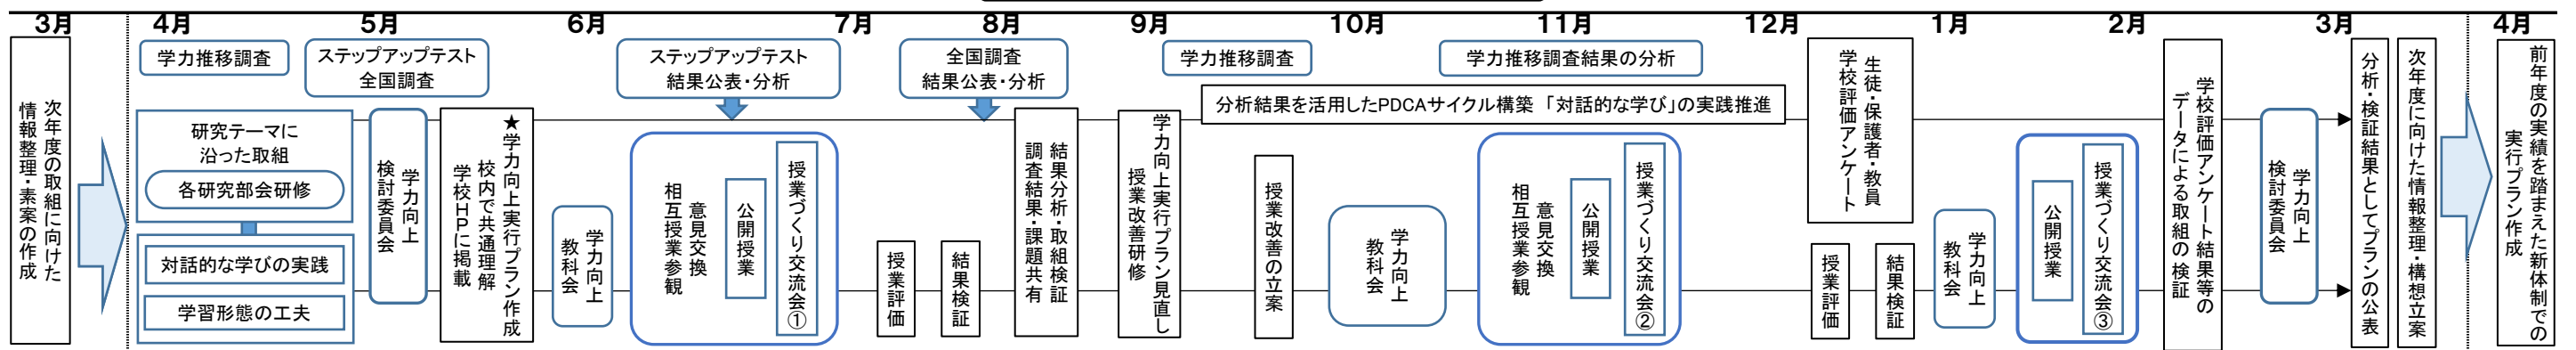 3月
4月
5月
6月
7月
8月
9月
10月
11月
12月
1月
2月
3月
4月
次年度の取組に向けた
情報整理・素案の作成
学力推移調査
ステップアップテスト
全国調査
研究テーマに
沿った取組
各研究部会研修
対話的な学びの実践
学習形態の工夫
学力向上
検討委員会
★学力向上実行プラン作成
校内で共通理解
学校HPに掲載
学力向上
教科会
ステップアップテスト
結果公表・分析
授業づくり交流会①
公開授業
意見交換
相互授業参観
授業評価
結果検証
全国調査
結果公表・分析
結果分析・取組検証
調査結果・課題共有
学力向上実行プラン見直し
授業改善研修
学力推移調査
分析結果を活用したPDCAサイクル構築 「対話的な学び」の実践推進
授業改善の立案
学力向上
教科会
学力推移調査結果の分析
授業づくり交流会②
公開授業
意見交換
相互授業参観
生徒・保護者・教員
学校評価アンケート
授業評価
結果検証
学力向上
教科会
授業づくり交流会③
公開授業
学校評価アンケート結果等の
データによる取組の検証
学力向上
検討委員会
分析・検証結果としてプランの公表
次年度に向けた情報整理・構想立案
前年度の実績を踏まえた新体制での
実行プラン作成